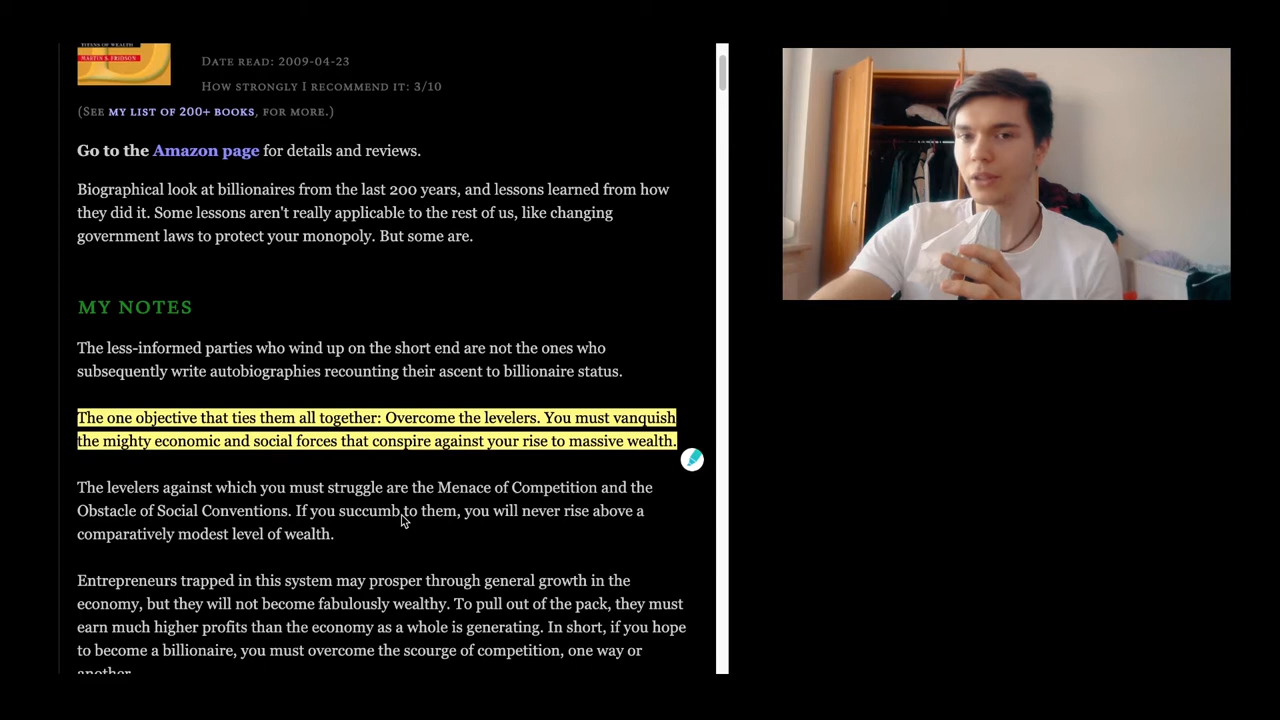 TITANS OF WEALTH
MARTIN S. FRIDSON
DATE READ: 2009-04-23
HOW STRONGLY I RECOMMEND IT: 3/10
(SEE MY LIST OF 200+ BOOKS, FOR MORE.)
Go to the Amazon page for details and reviews.
Biographical look at billionaires from the last 200 years, and lessons learned from how
they did it. Some lessons aren't really applicable to the rest of us, like changing
government laws to protect your monopoly. But some are.
MY NOTES
The less-informed parties who wind up on the short end are not the ones who
subsequently write autobiographies recounting their ascent to billionaire status.
The one objective that ties them all together: Overcome the levelers. You must vanquish
the mighty economic and social forces that conspire against your rise to massive wealth.
The levelers against which you must struggle are the Menace of Competition and the
Obstacle of Social Conventions. If you succumb to them, you will never rise above a
comparatively modest level of wealth.
Entrepreneurs trapped in this system may prosper through general growth in the
economy, but they will not become fabulously wealthy. To pull out of the pack, they must
earn much higher profits than the economy as a whole is generating. In short, if you hope
to become a billionaire, you must overcome the scourge of competition, one way or
another.